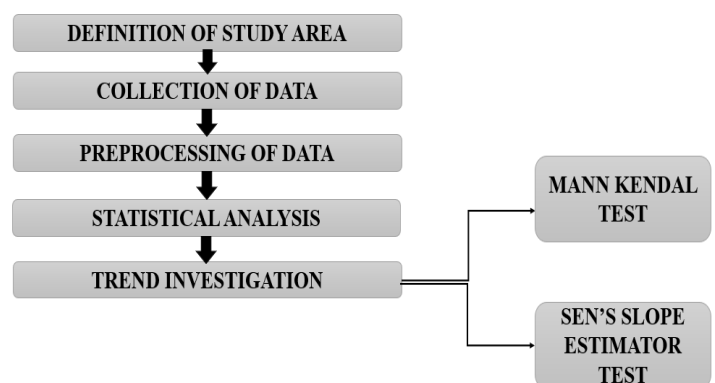 DEFINITION OF STUDY AREA
COLLECTION OF DATA
PREPROCESSING OF DATA
STATISTICAL ANALYSIS
TREND INVESTIGATION
MANN KENDAL
TEST
SEN'S SLOPE
ESTIMATOR
TEST